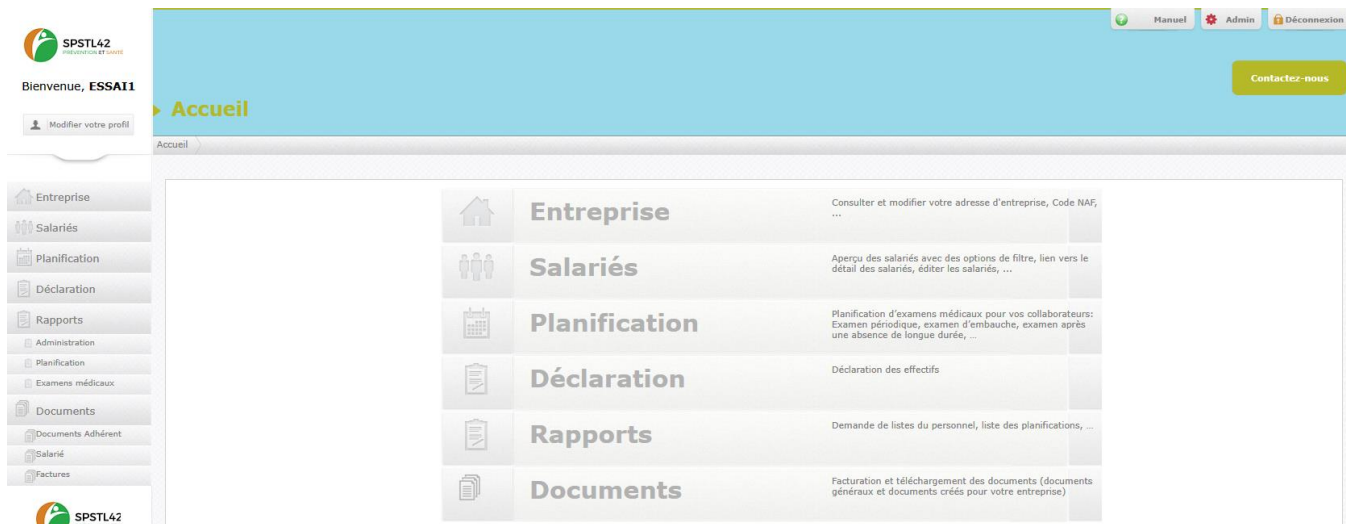 SPSTL42
PRÉVENTION ET SANTÉ
Bienvenue, ESSAI1
Modifier votre profil
Manuel
Admin
Déconnexion
Contactez-nous
Accueil
Accueil
Entreprise
Salariés
Planification
Déclaration
Rapports
Administration
Planification
Examens médicaux
Documents
Documents Adhérent
Salarié
Factures
SPSTL42
Entreprise
Consulter et modifier votre adresse d'entreprise, Code NAF,
...
Salariés
Aperçu des salariés avec des options de filtre, lien vers le
détail des salariés, éditer les salariés, ...
Planification
Planification d'examens médicaux pour vos collaborateurs:
Examen périodique, examen d'embauche, examen après
une absence de longue durée, ...
Déclaration
Déclaration des effectifs
Rapports
Demande de listes du personnel, liste des planifications, ...
Documents
Facturation et téléchargement des documents (documents
généraux et documents créés pour votre entreprise)